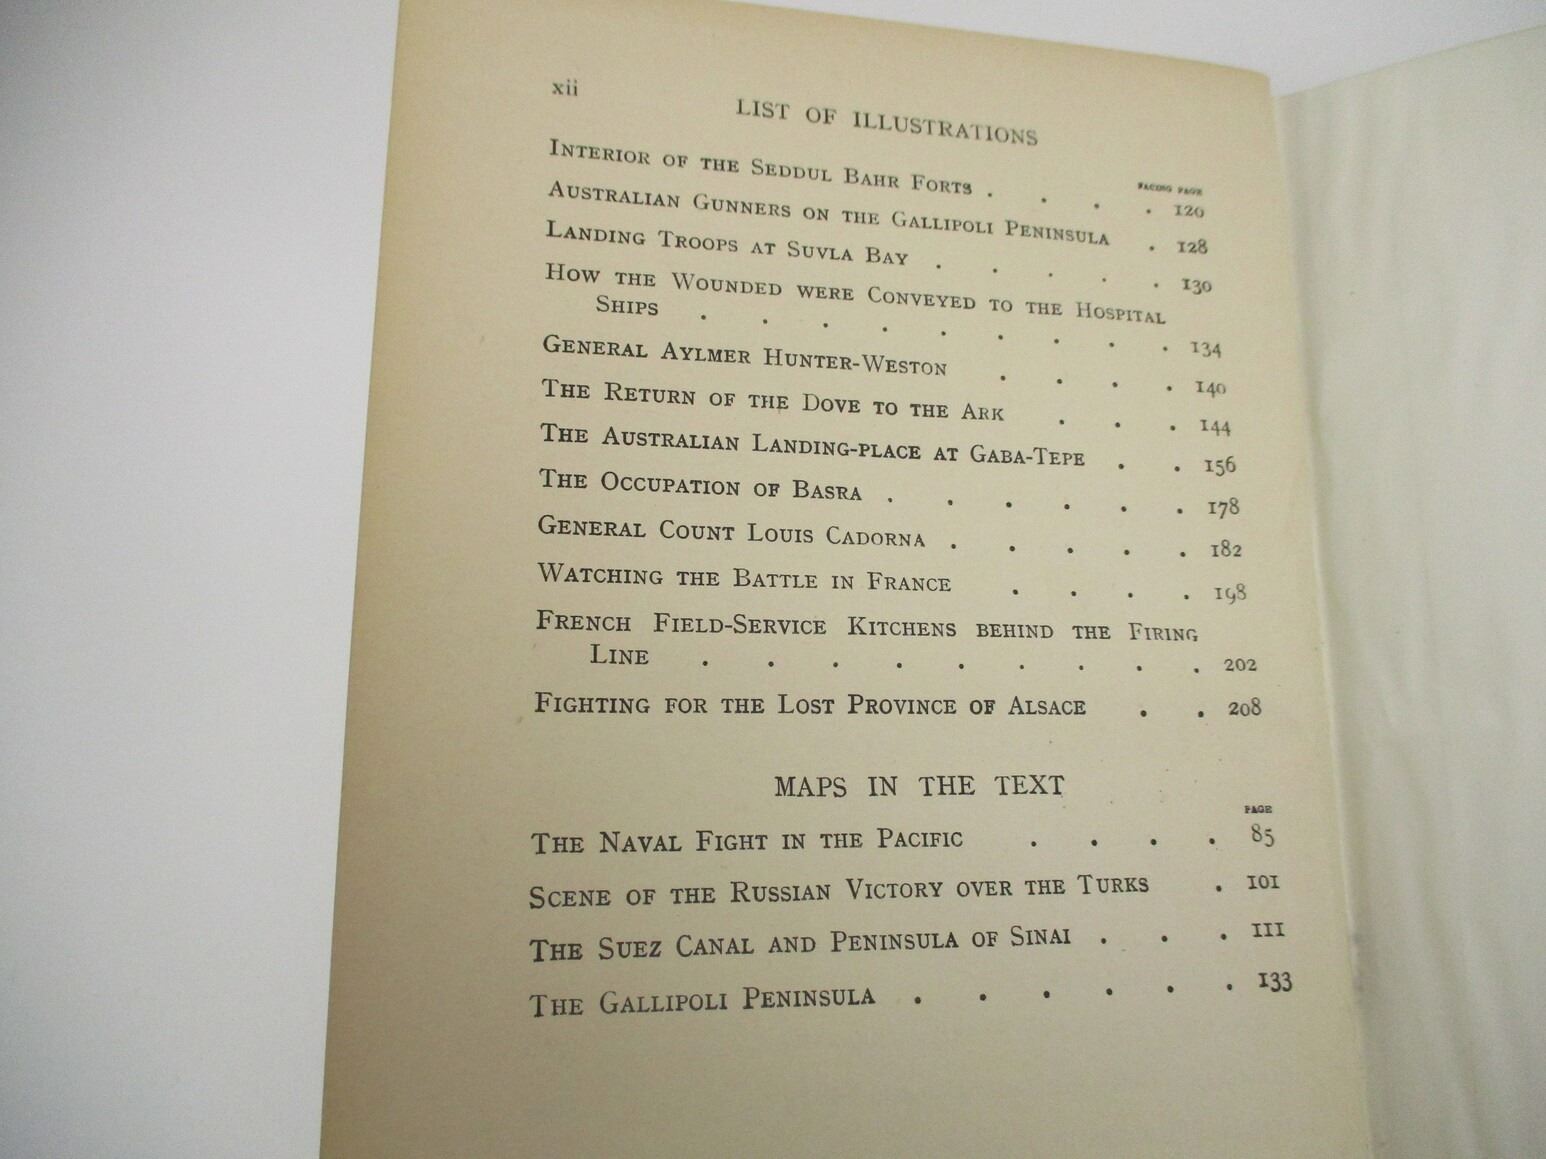 xii
LIST OF ILLUSTRATIONS
FACING PAGE
INTERIOR OF THE SEDDUL BAHR FORTS . . . . 120
AUSTRALIAN GUNNERS ON THE GALLIPOLI PENINSULA . 128
LANDING TROOPS AT SUVLA BAY . . . . . 130
HOW THE WOUNDED WERE CONVEYED TO THE HOSPITAL
SHIPS . . . . . . . . . 134
GENERAL AYLMER HUNTER-WESTON . . . . 140
THE RETURN OF THE DOVE TO THE ARK . . . 144
THE AUSTRALIAN LANDING-PLACE AT GABA-TEPE . . 156
THE OCCUPATION OF BASRA . . . . . . 178
GENERAL COUNT LOUIS CADORNA . . . . . 182
WATCHING THE BATTLE IN FRANCE . . . . 198
FRENCH FIELD-SERVICE KITCHENS BEHIND THE FIRING
LINE . . . . . . . . . 202
FIGHTING FOR THE LOST PROVINCE OF ALSACE . . 208
MAPS IN THE TEXT
PAGE
THE NAVAL FIGHT IN THE PACIFIC . . . . 85
SCENE OF THE RUSSIAN VICTORY OVER THE TURKS . 101
THE SUEZ CANAL AND PENINSULA OF SINAI . . . 111
THE GALLIPOLI PENINSULA . . . . . . 133